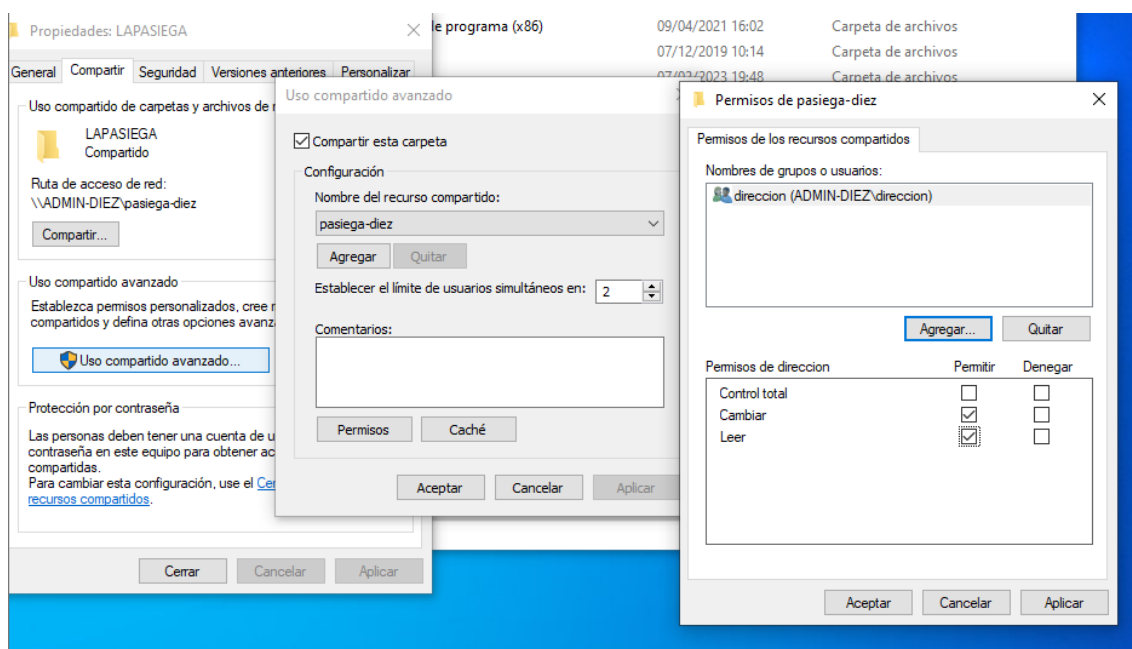 Propiedades: LAPASIEGA
General Compartir Seguridad Versiones anteriores Personalizar
Uso compartido de carpetas y archivos de
LAPASIEGA
Compartido
Ruta de acceso de red:
\\ADMIN-DIEZ\pasiega-diez
Compartir...
Uso compartido avanzado
Establezca permisos personalizados, cree
compartidos y defina otras opciones
Uso compartido avanzado...
Protección por contraseña
Las personas deben tener una cuenta de
contraseña en este equipo para obtener
compartidas.
Para cambiar esta configuración, use el
recursos compartidos.
Cerrar Cancelar Aplicar
de programa (x86) 09/04/2021 16:02 Carpeta de archivos
07/12/2019 10:14 Carpeta de archivos
07/03/2023 19:48 Carpeta de archivos
Uso compartido avanzado
Compartir esta carpeta
Configuración
Nombre del recurso compartido:
pasiega-diez
Agregar Quitar
Establecer el límite de usuarios simultáneos en: 2
Comentarios:
Permisos Caché
Aceptar Cancelar Aplicar
Permisos de pasiega-diez
Permisos de los recursos compartidos
Nombres de grupos o usuarios:
direccion (ADMIN-DIEZ\direccion)
Agregar... Quitar
Permisos de direccion Permitir Denegar
Control total
Cambiar
Leer
Aceptar Cancelar Aplicar